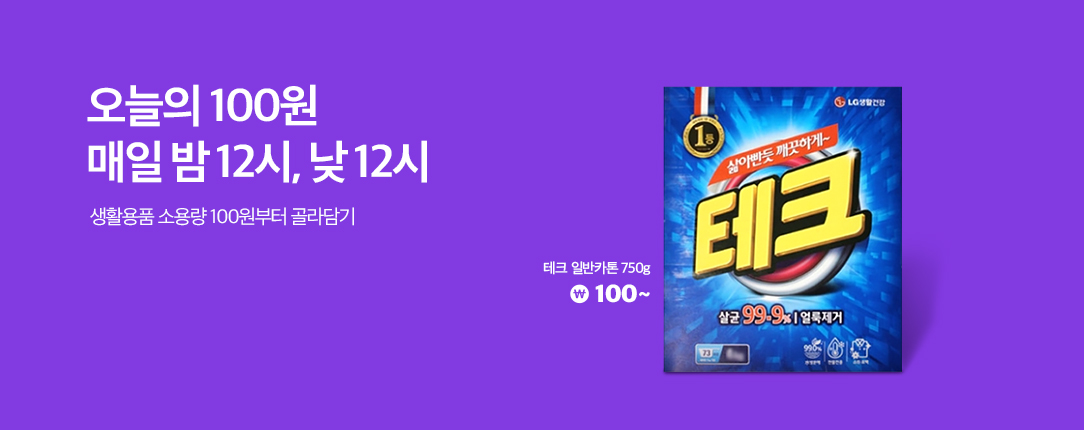 오늘의 100원
매일 밤 12시, 낮 12시
생활용품 소용량 100원부터 골라담기
테크 일반카톤 750g
₩ 100~
LG생활건강
1등
삶아빤듯 깨끗하게~
테크
살균 99.9% | 얼룩제거